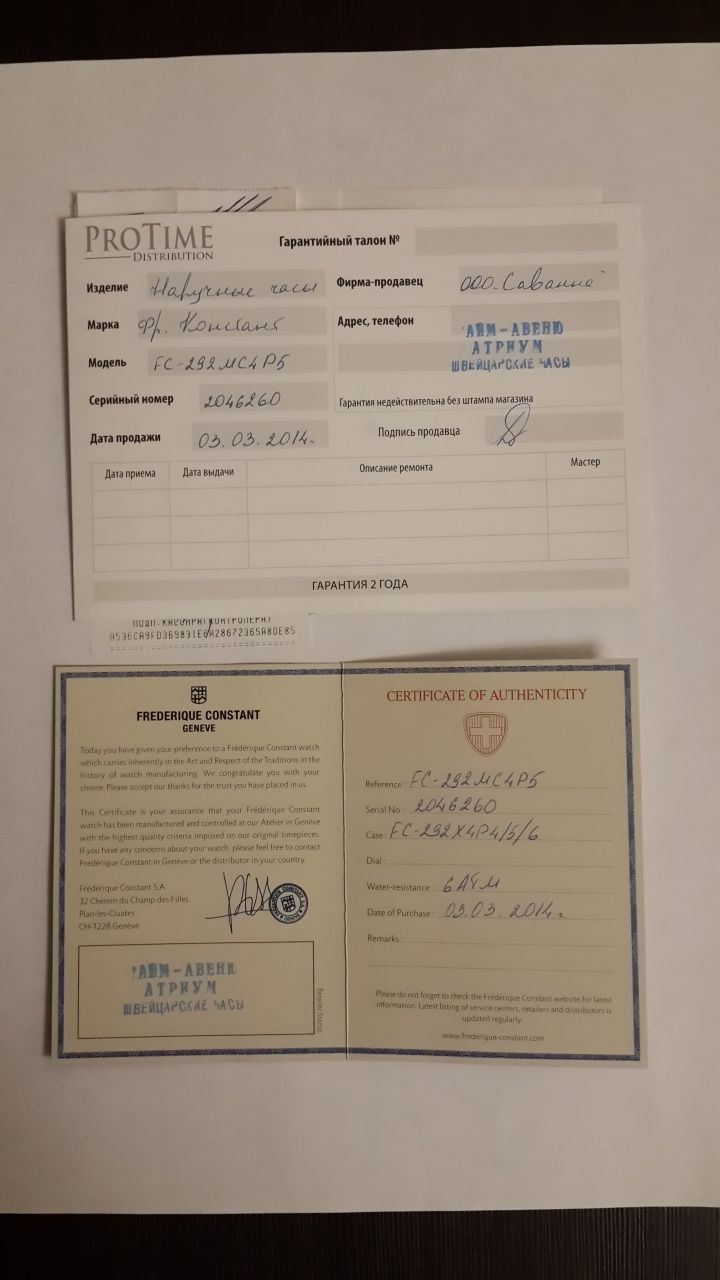 PROTIME
DISTRIBUTION
Гарантийный талон №
Изделие Наручные часы
Фирма-продавец ООО "Саванна"
Марка Фр. Констант
Адрес, телефон
ТАЙМ-АВЕНЮ
АТРИУМ
ШВЕЙЦАРСКИЕ ЧАСЫ
Модель FC-292MC4P5
Серийный номер 2046260
Гарантия недействительна без штампа магазина
Дата продажи 03.03.2014.
Подпись продавца
Дата приема Дата выдачи Описание ремонта Мастер
ГАРАНТИЯ 2 ГОДА
A536CA9FD3B9831E6A28672365A8DE85
FREDERIQUE CONSTANT
GENEVE
Today you have given your preference to a Frédérique Constant watch
which carries inherently in the Art and Respect of the Traditions in the
history of watch manufacturing. We congratulate you with your
choice. Please accept our thanks for the trust you have placed in us.
This Certificate is your assurance that your Frédérique Constant
watch has been manufactured and controlled at our Atelier in Genève
with the highest quality criteria imposed on our original timepieces.
If you have any concerns about your watch, please feel free to contact
Frédérique Constant in Genève or the distributor in your country.
Frédérique Constant S.A.
32 Chemin du Champ des Filles
Plan-les-Ouates
CH-1228 Genève
ТАЙМ-АВЕНЮ
АТРИУМ
ШВЕЙЦАРСКИЕ ЧАСЫ
Retailer Stamp
CERTIFICATE OF AUTHENTICITY
Reference : FC-292MC4P5
Serial No. : 2046260
Case : FC-292X4P4/5/6
Dial :
Water-resistance : 6 ATM
Date of Purchase : 03.03.2014.
Remarks :
Please do not forget to check the Frédérique Constant website for latest
information. Latest listing of service centers, retailers and distributors is
updated regularly
www.frederique-constant.com